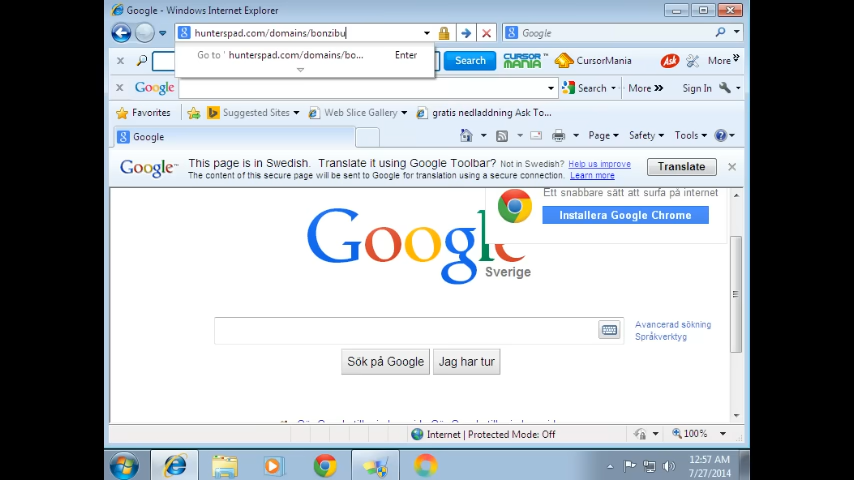 Google - Windows Internet Explorer
hunterspad.com/domains/bonzibu
Google
Go to ' hunterspad.com/domains/bo... Enter
Search CURSOR MANIA CursorMania Ask More
Google Search More Sign In
Favorites Suggested Sites Web Slice Gallery gratis nedladdning Ask To...
Google Page Safety Tools
Google This page is in Swedish. Translate it using Google Toolbar? Not in Swedish? Help us improve Translate
The content of this secure page will be sent to Google for translation using a secure connection. Learn more
Ett snabbare sätt att surfa på internet
Installera Google Chrome
Google
Sverige
Avancerad sökning
Språkverktyg
Sök på Google Jag har tur
Internet | Protected Mode: Off 100%
12:57 AM
7/27/2014